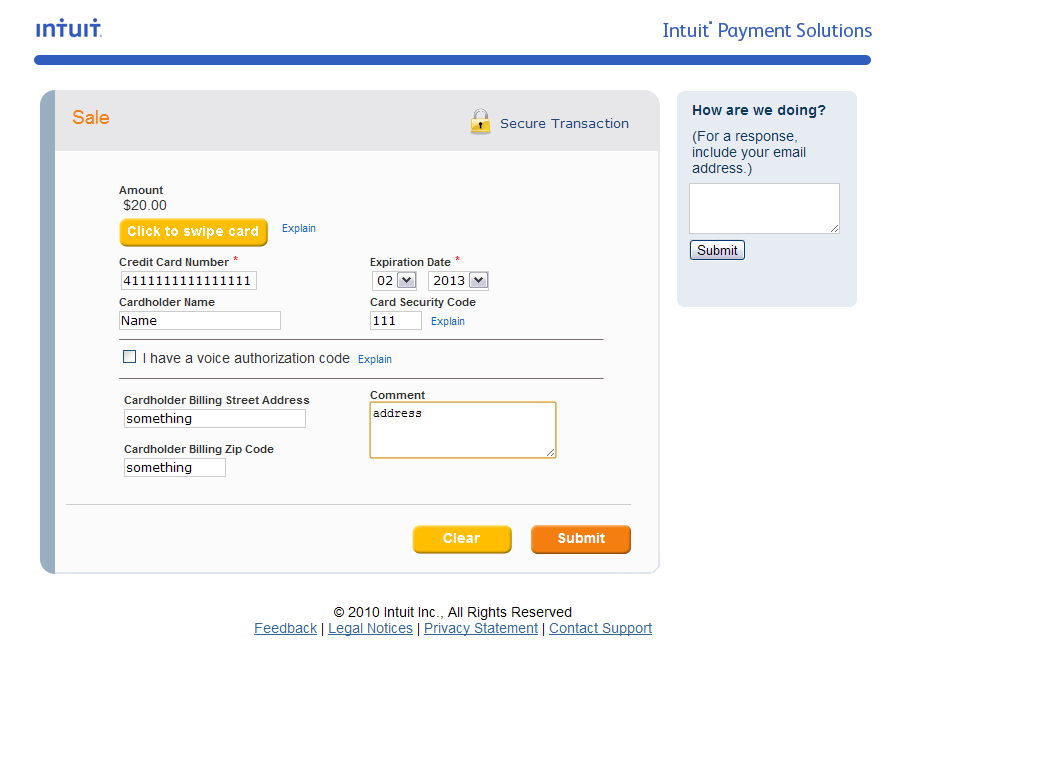 intuit.
Intuit Payment Solutions
Sale
Secure Transaction
How are we doing?
(For a response,
include your email
address.)
Submit
Amount
$20.00
Click to swipe card Explain
Credit Card Number * Expiration Date *
4111111111111111 02 2013
Cardholder Name Card Security Code
Name 111 Explain
I have a voice authorization code Explain
Cardholder Billing Street Address Comment
something address
Cardholder Billing Zip Code
something
Clear Submit
© 2010 Intuit Inc., All Rights Reserved
Feedback | Legal Notices | Privacy Statement | Contact Support